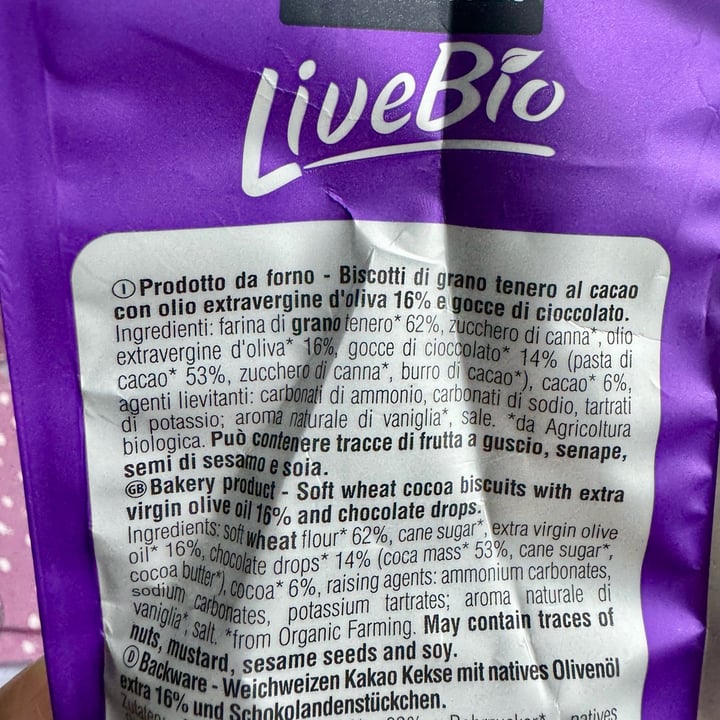 LiveBio
I Prodotto da forno - Biscotti di grano tenero al cacao
con olio extravergine d'oliva 16% e gocce di cioccolato.
Ingredienti: farina di grano tenero* 62%, zucchero di canna*, olio
extravergine d'oliva* 16%, gocce di cioccolato* 14% (pasta di
cacao* 53%, zucchero di canna*, burro di cacao*), cacao* 6%,
agenti lievitanti: carbonati di ammonio, carbonati di sodio, tartrati
di potassio; aroma naturale di vaniglia*, sale. *da Agricoltura
biologica. Può contenere tracce di frutta a guscio, senape,
semi di sesamo e soia.
GB Bakery product - Soft wheat cocoa biscuits with extra
virgin olive oil 16% and chocolate drops.
Ingredients: soft wheat flour* 62%, cane sugar*, extra virgin olive
oil* 16%, chocolate drops* 14% (coca mass* 53%, cane sugar*,
cocoa butter*), cocoa* 6%, raising agents: ammonium carbonates,
sodium carbonates, potassium tartrates; aroma naturale di
vaniglia*, salt. *from Organic Farming. May contain traces of
nuts, mustard, sesame seeds and soy.
D Backware - Weichweizen Kakao Kekse mit natives Olivenöl
extra 16% und Schokolandenstückchen.
natives